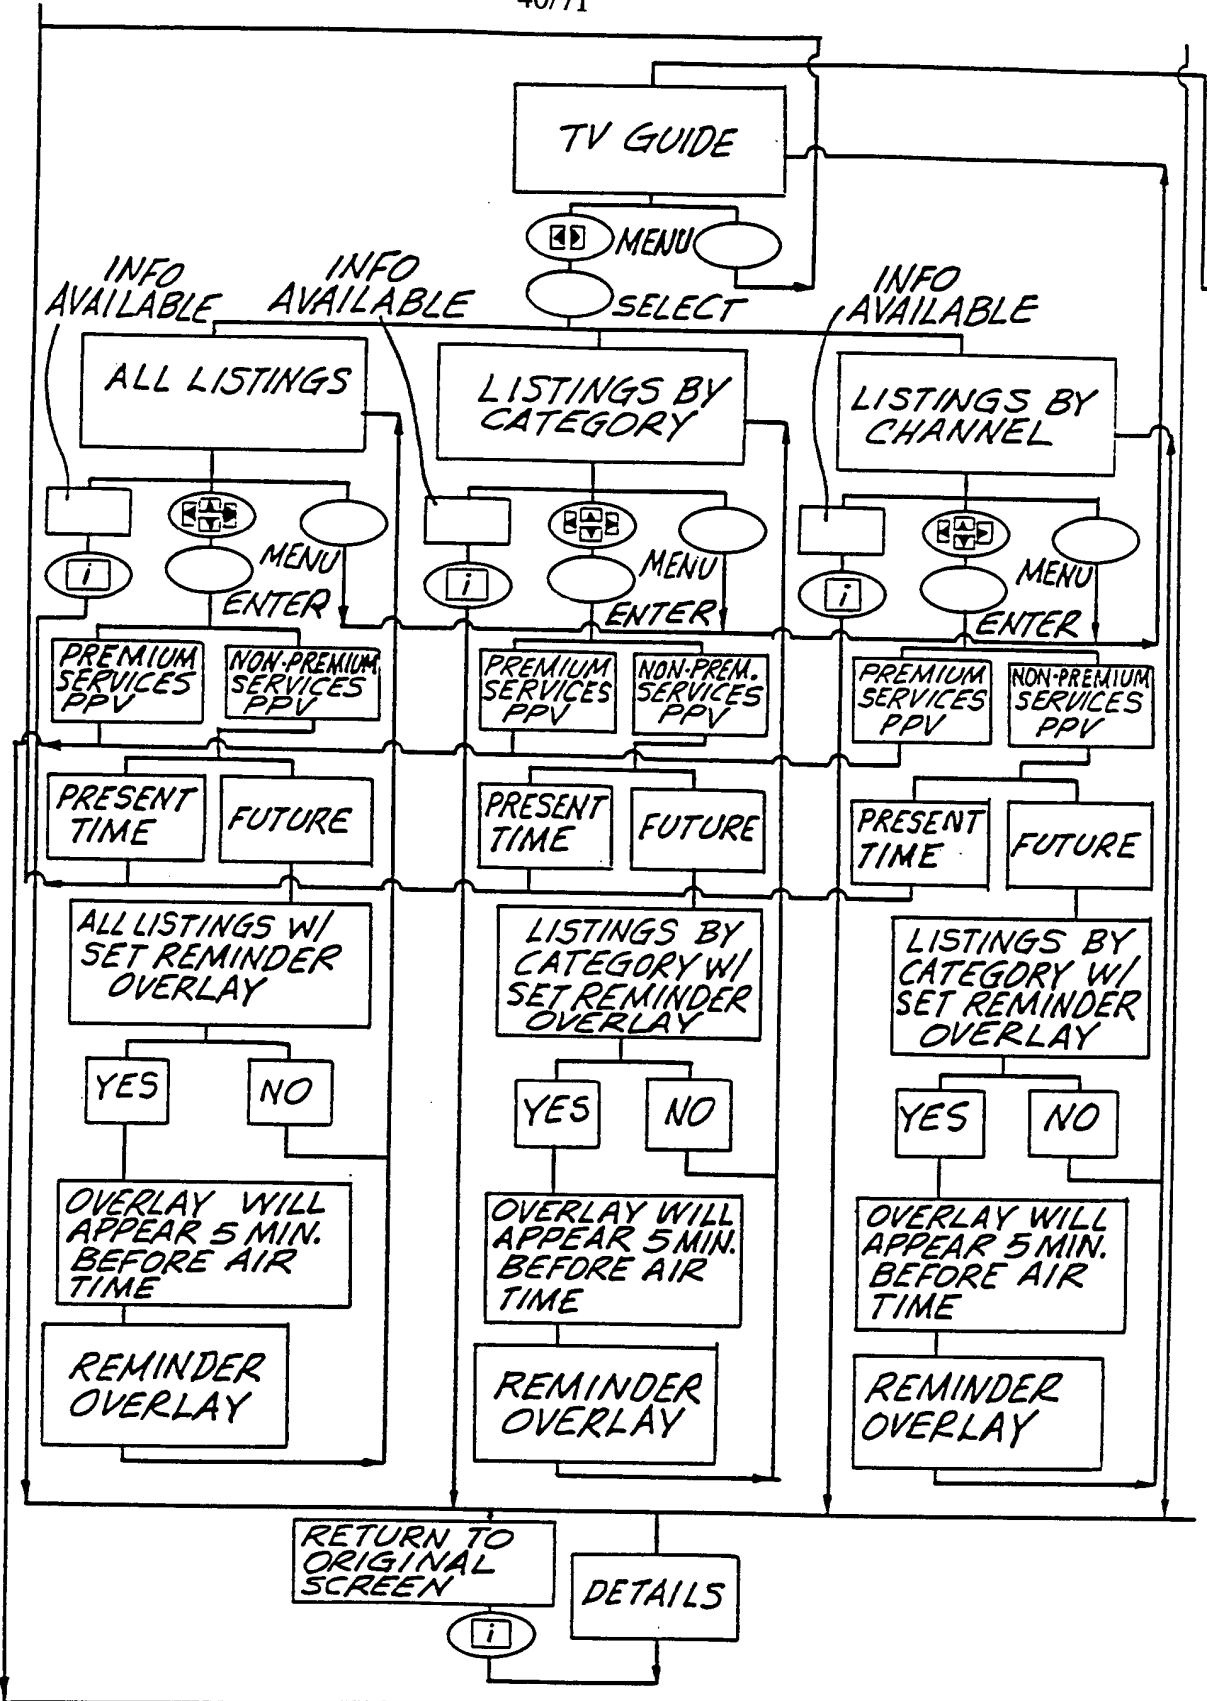 40/71
TV GUIDE
MENU
SELECT
INFO
AVAILABLE
INFO
AVAILABLE
INFO
AVAILABLE
ALL LISTINGS
LISTINGS BY
CATEGORY
LISTINGS BY
CHANNEL
i
MENU
ENTER
i
MENU
ENTER
i
MENU
ENTER
PREMIUM
SERVICES
PPV
NON-PREMIUM
SERVICES
PPV
PREMIUM
SERVICES
PPV
NON-PREM.
SERVICES
PPV
PREMIUM
SERVICES
PPV
NON-PREMIUM
SERVICES
PPV
PRESENT
TIME
FUTURE
PRESENT
TIME
FUTURE
PRESENT
TIME
FUTURE
ALL LISTINGS W/
SET REMINDER
OVERLAY
LISTINGS BY
CATEGORY W/
SET REMINDER
OVERLAY
LISTINGS BY
CATEGORY W/
SET REMINDER
OVERLAY
YES
NO
YES
NO
YES
NO
OVERLAY WILL
APPEAR 5 MIN.
BEFORE AIR
TIME
OVERLAY WILL
APPEAR 5 MIN.
BEFORE AIR
TIME
OVERLAY WILL
APPEAR 5 MIN.
BEFORE AIR
TIME
REMINDER
OVERLAY
REMINDER
OVERLAY
REMINDER
OVERLAY
RETURN TO
ORIGINAL
SCREEN
i
DETAILS